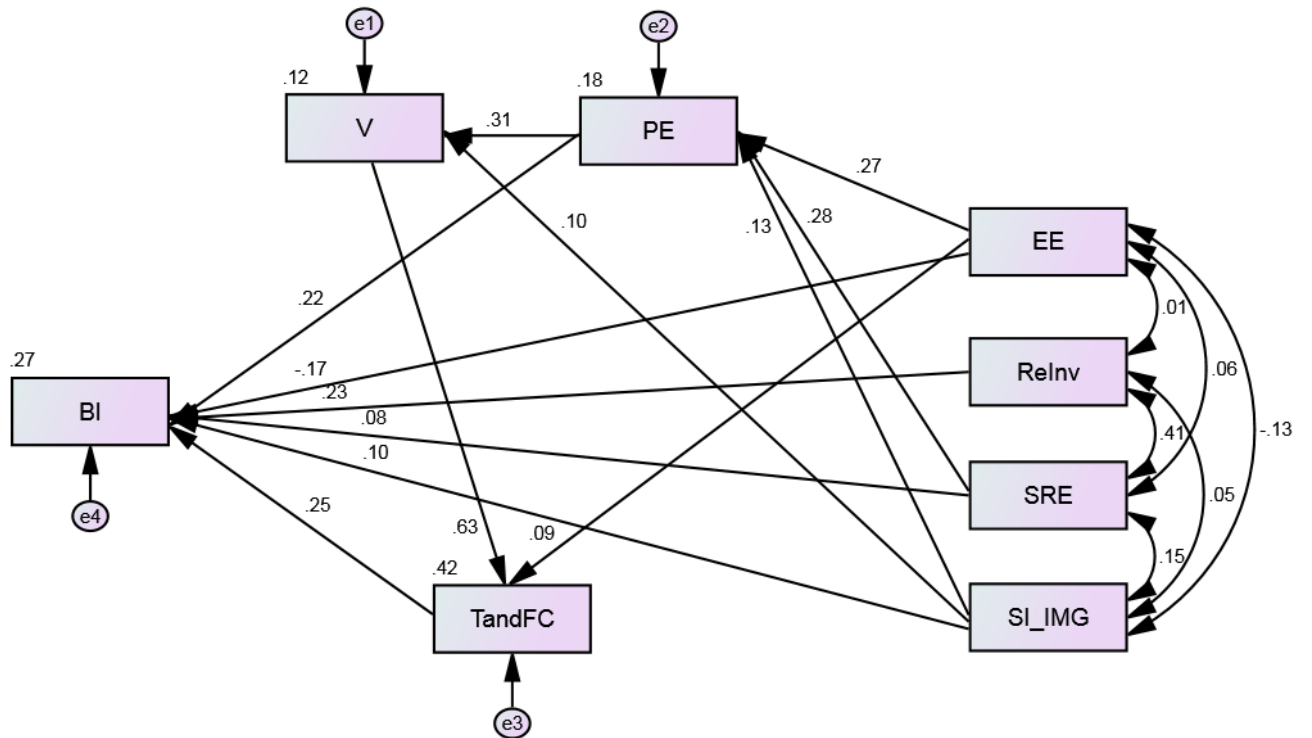 e1
e2
.12
.18
V
.31
PE
.27
.10
.13
.28
EE
.01
.22
.27
-.17
.23
ReInv
.06
BI
.08
.41
-.13
.10
SRE
.05
.25
.63
.09
e4
.15
.42
TandFC
SI_IMG
e3